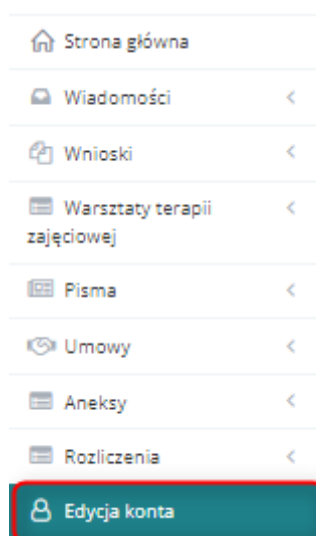 Strona główna
Wiadomości
Wnioski
Warsztaty terapii
zajęciowej
Pisma
Umowy
Aneksy
Rozliczenia
Edycja konta